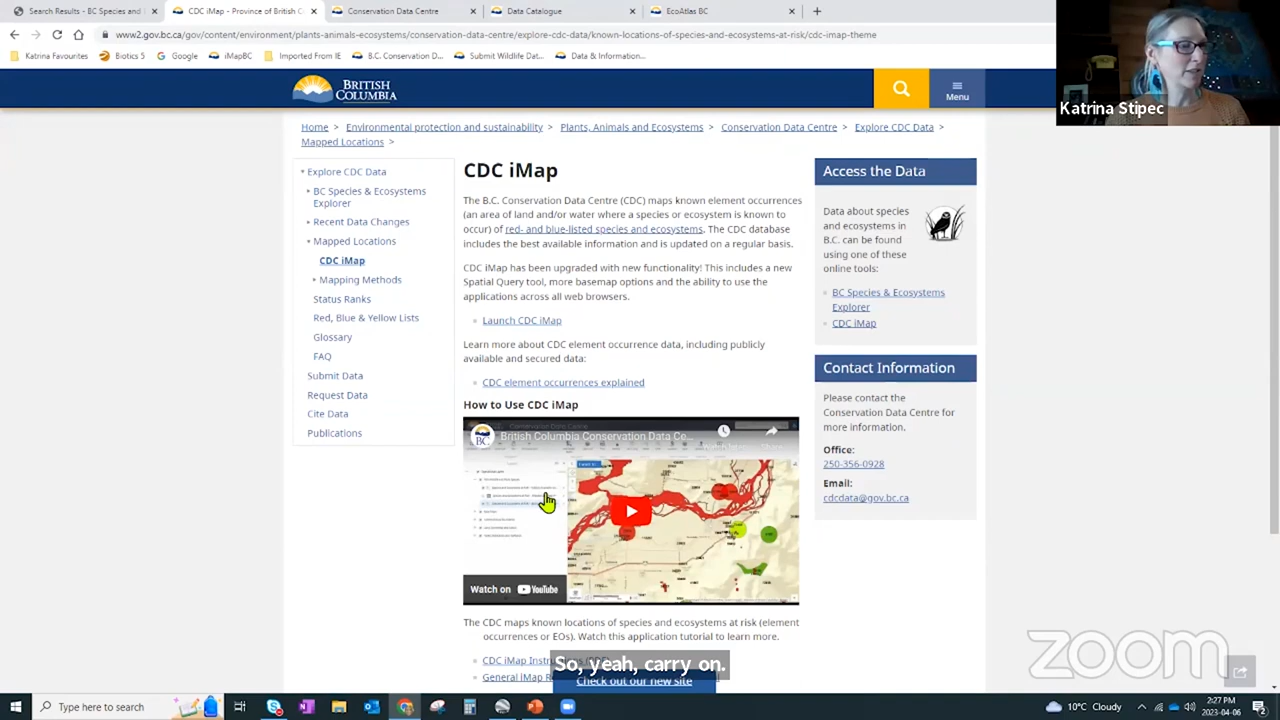 Search Results - BC Species and
CDC iMap - Province of British C
Conservation Data Centre
Data Catalogue
EcoAtlas BC
www2.gov.bc.ca/gov/content/environment/plants-animals-ecosystems/conservation-data-centre/explore-cdc-data/known-locations-of-species-and-ecosystems-at-risk/cdc-imap-theme
Katrina Favourites
Biotics 5
Google
iMapBC
Imported From IE
B.C. Conservation D...
Submit Wildlife Dat...
Data & Information...
Katrina Stipec
BRITISH
COLUMBIA
Menu
Home > Environmental protection and sustainability > Plants, Animals and Ecosystems > Conservation Data Centre > Explore CDC Data >
Mapped Locations >
Explore CDC Data
BC Species & Ecosystems
Explorer
Recent Data Changes
Mapped Locations
CDC iMap
Mapping Methods
Status Ranks
Red, Blue & Yellow Lists
Glossary
FAQ
Submit Data
Request Data
Cite Data
Publications
CDC iMap
The B.C. Conservation Data Centre (CDC) maps known element occurrences
(an area of land and/or water where a species or ecosystem is known to
occur) of red- and blue-listed species and ecosystems. The CDC database
includes the best available information and is updated on a regular basis.
CDC iMap has been upgraded with new functionality! This includes a new
Spatial Query tool, more basemap options and the ability to use the
applications across all web browsers.
Launch CDC iMap
Learn more about CDC element occurrence data, including publicly
available and secured data:
CDC element occurrences explained
How to Use CDC iMap
British Columbia Conservation Data Ce...
Watch on YouTube
The CDC maps known locations of species and ecosystems at risk (element
occurrences or EOs). Watch this application tutorial to learn more.
CDC iMap Instr
General iMap R
So, yeah, carry on.
Check out our new site
Access the Data
Data about species
and ecosystems in
B.C. can be found
using one of these
online tools:
BC Species & Ecosystems
Explorer
CDC iMap
Contact Information
Please contact the
Conservation Data Centre for
more information.
Office:
250-356-0928
Email:
cdcdata@gov.bc.ca
zoom
Type here to search
10°C Cloudy
2:27 PM
2023-04-06